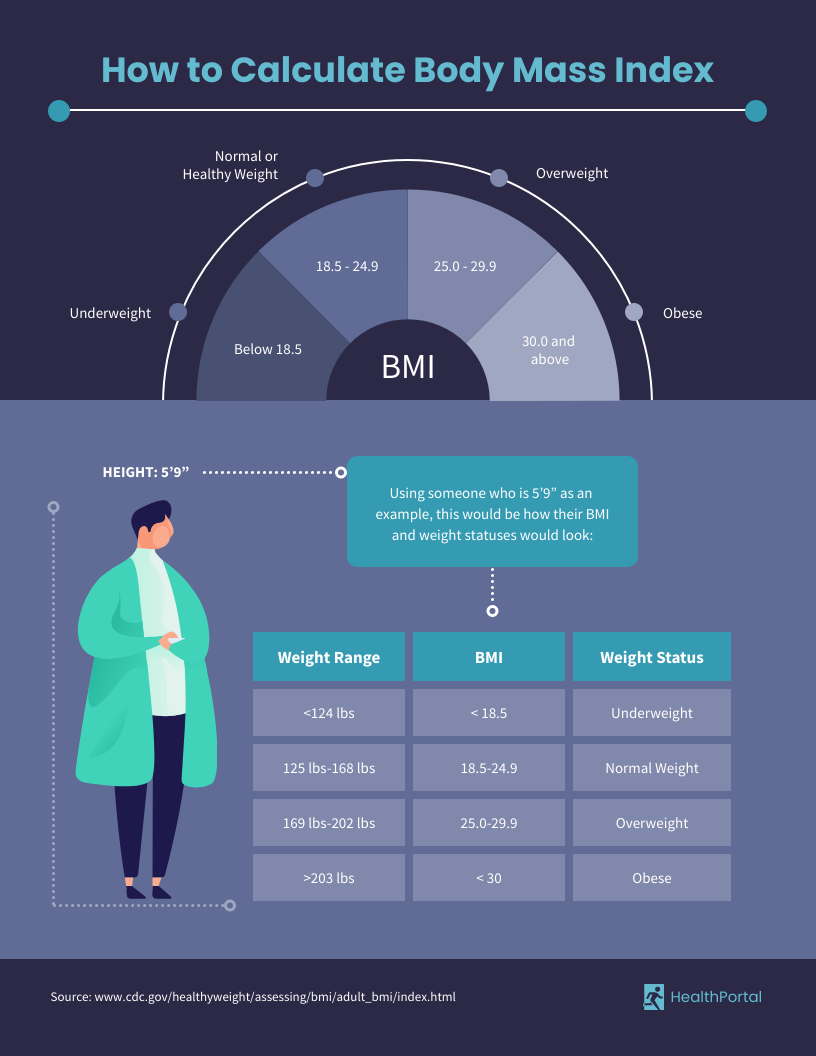 How to Calculate Body Mass Index
Normal or
Healthy Weight
Overweight
Underweight
Obese
18.5 - 24.9
25.0 - 29.9
Below 18.5
30.0 and
above
BMI
HEIGHT: 5’9”
Using someone who is 5’9” as an
example, this would be how their BMI
and weight statuses would look:
Weight Range BMI Weight Status
<124 lbs < 18.5 Underweight
125 lbs-168 lbs 18.5-24.9 Normal Weight
169 lbs-202 lbs 25.0-29.9 Overweight
>203 lbs < 30 Obese
Source: www.cdc.gov/healthyweight/assessing/bmi/adult_bmi/index.html
HealthPortal